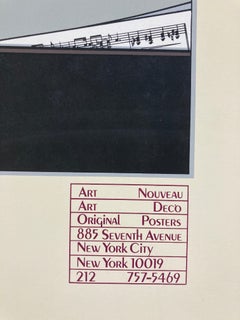 Art Nouveau
Art Deco
Original Posters
885 Seventh Avenue
New York City
New York 10019
212 757-5469